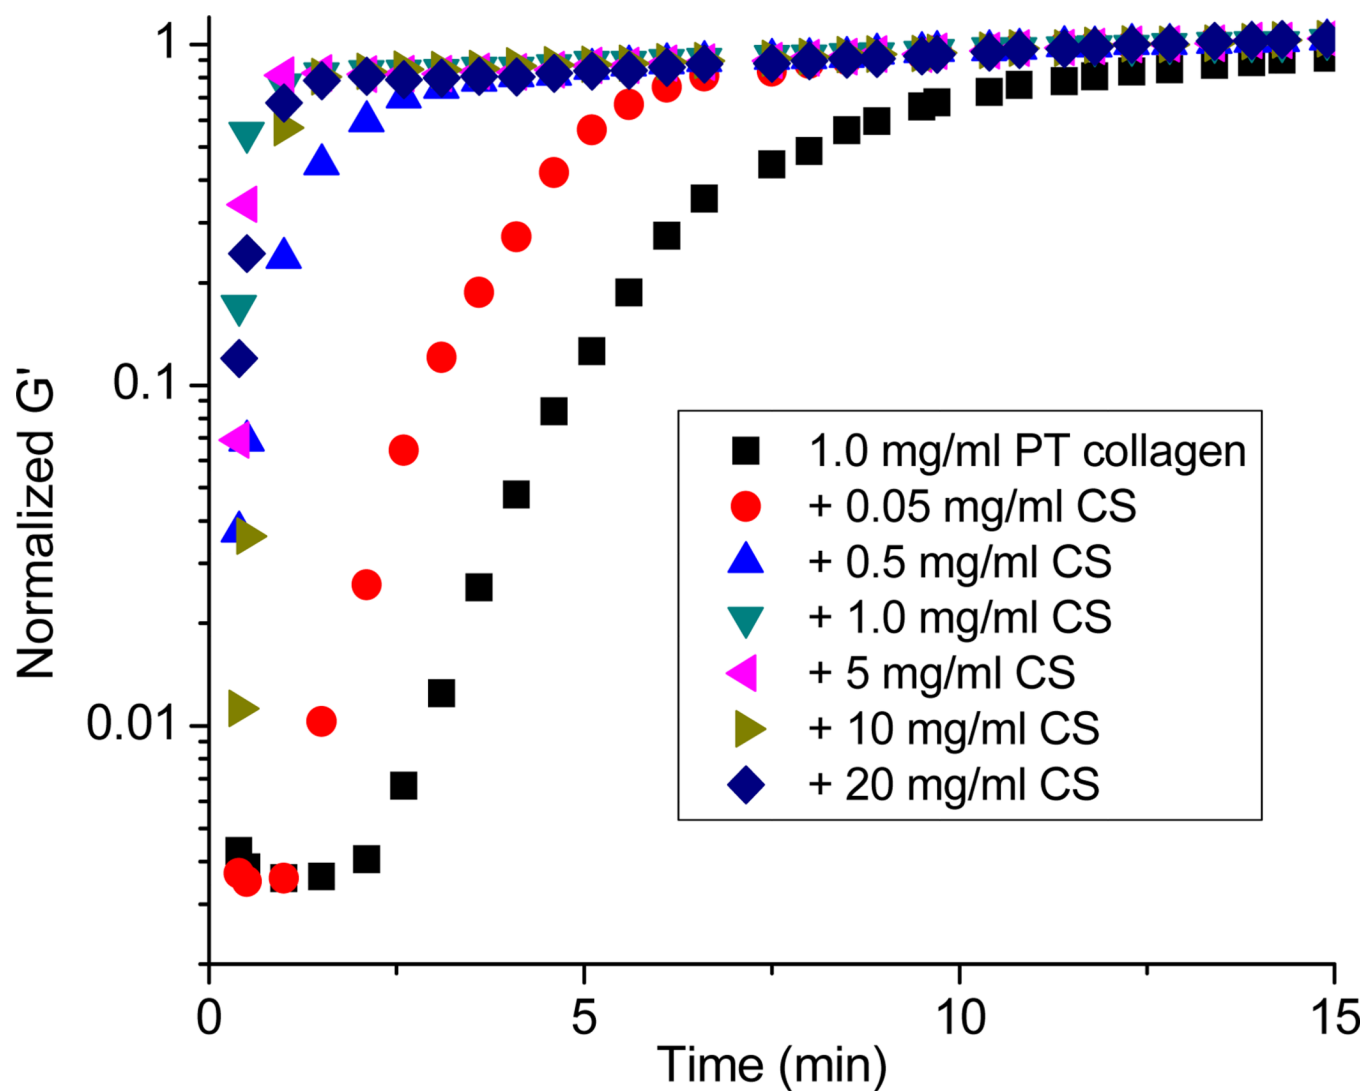 1
0.1
0.01
Normalized G'
1.0 mg/ml PT collagen
+ 0.05 mg/ml CS
+ 0.5 mg/ml CS
+ 1.0 mg/ml CS
+ 5 mg/ml CS
+ 10 mg/ml CS
+ 20 mg/ml CS
0 5 10 15
Time (min)